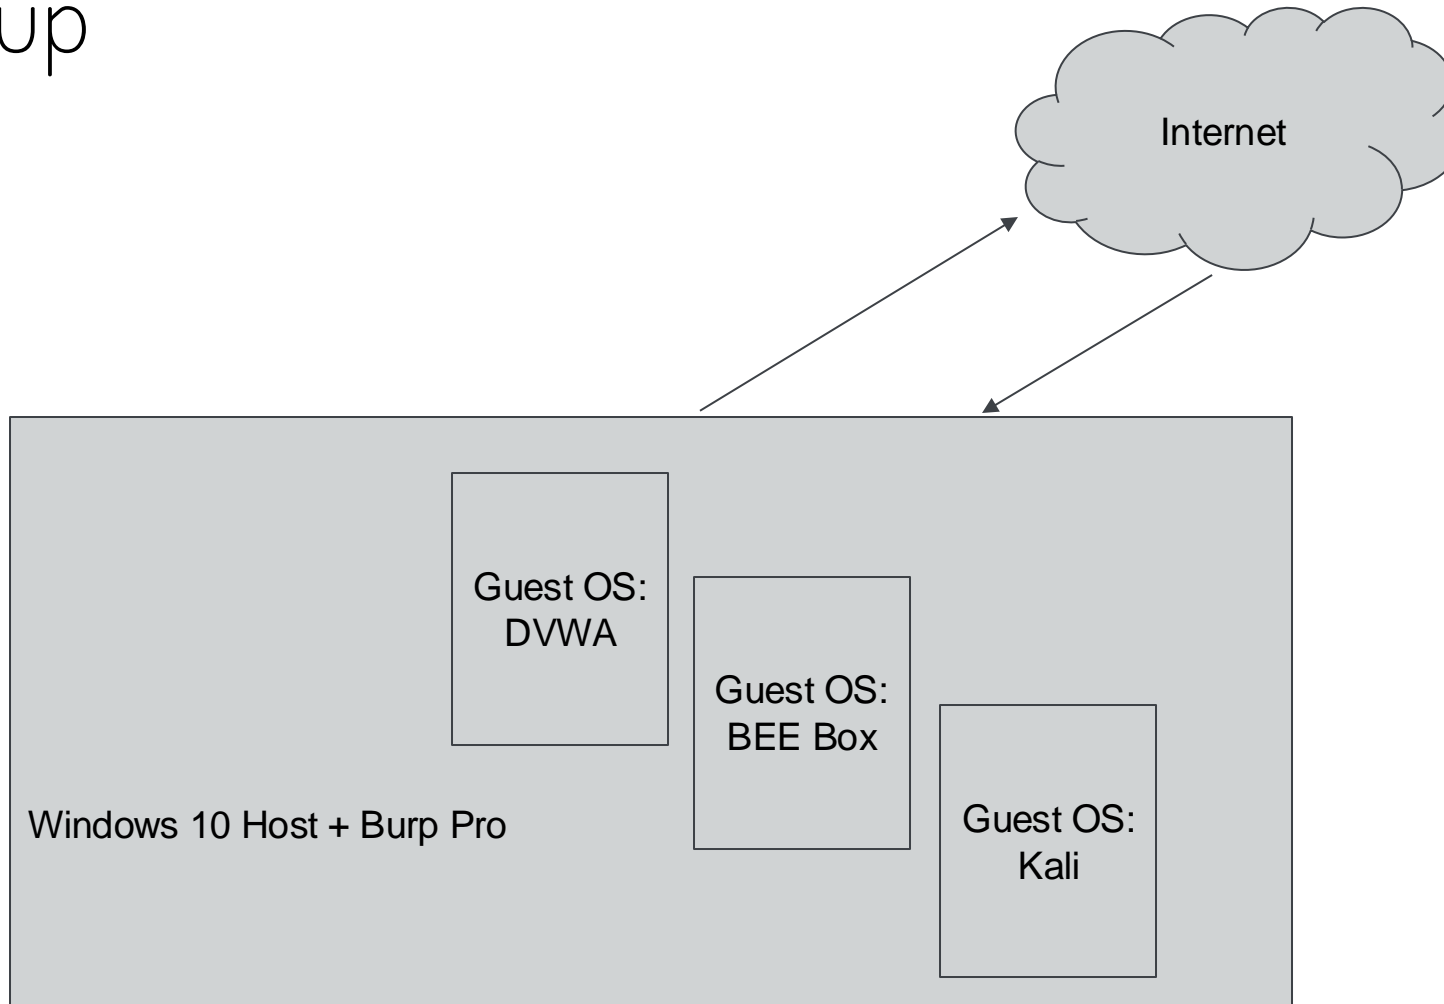 up
Internet
Guest OS:
DVWA
Guest OS:
BEE Box
Windows 10 Host + Burp Pro
Guest OS:
Kali